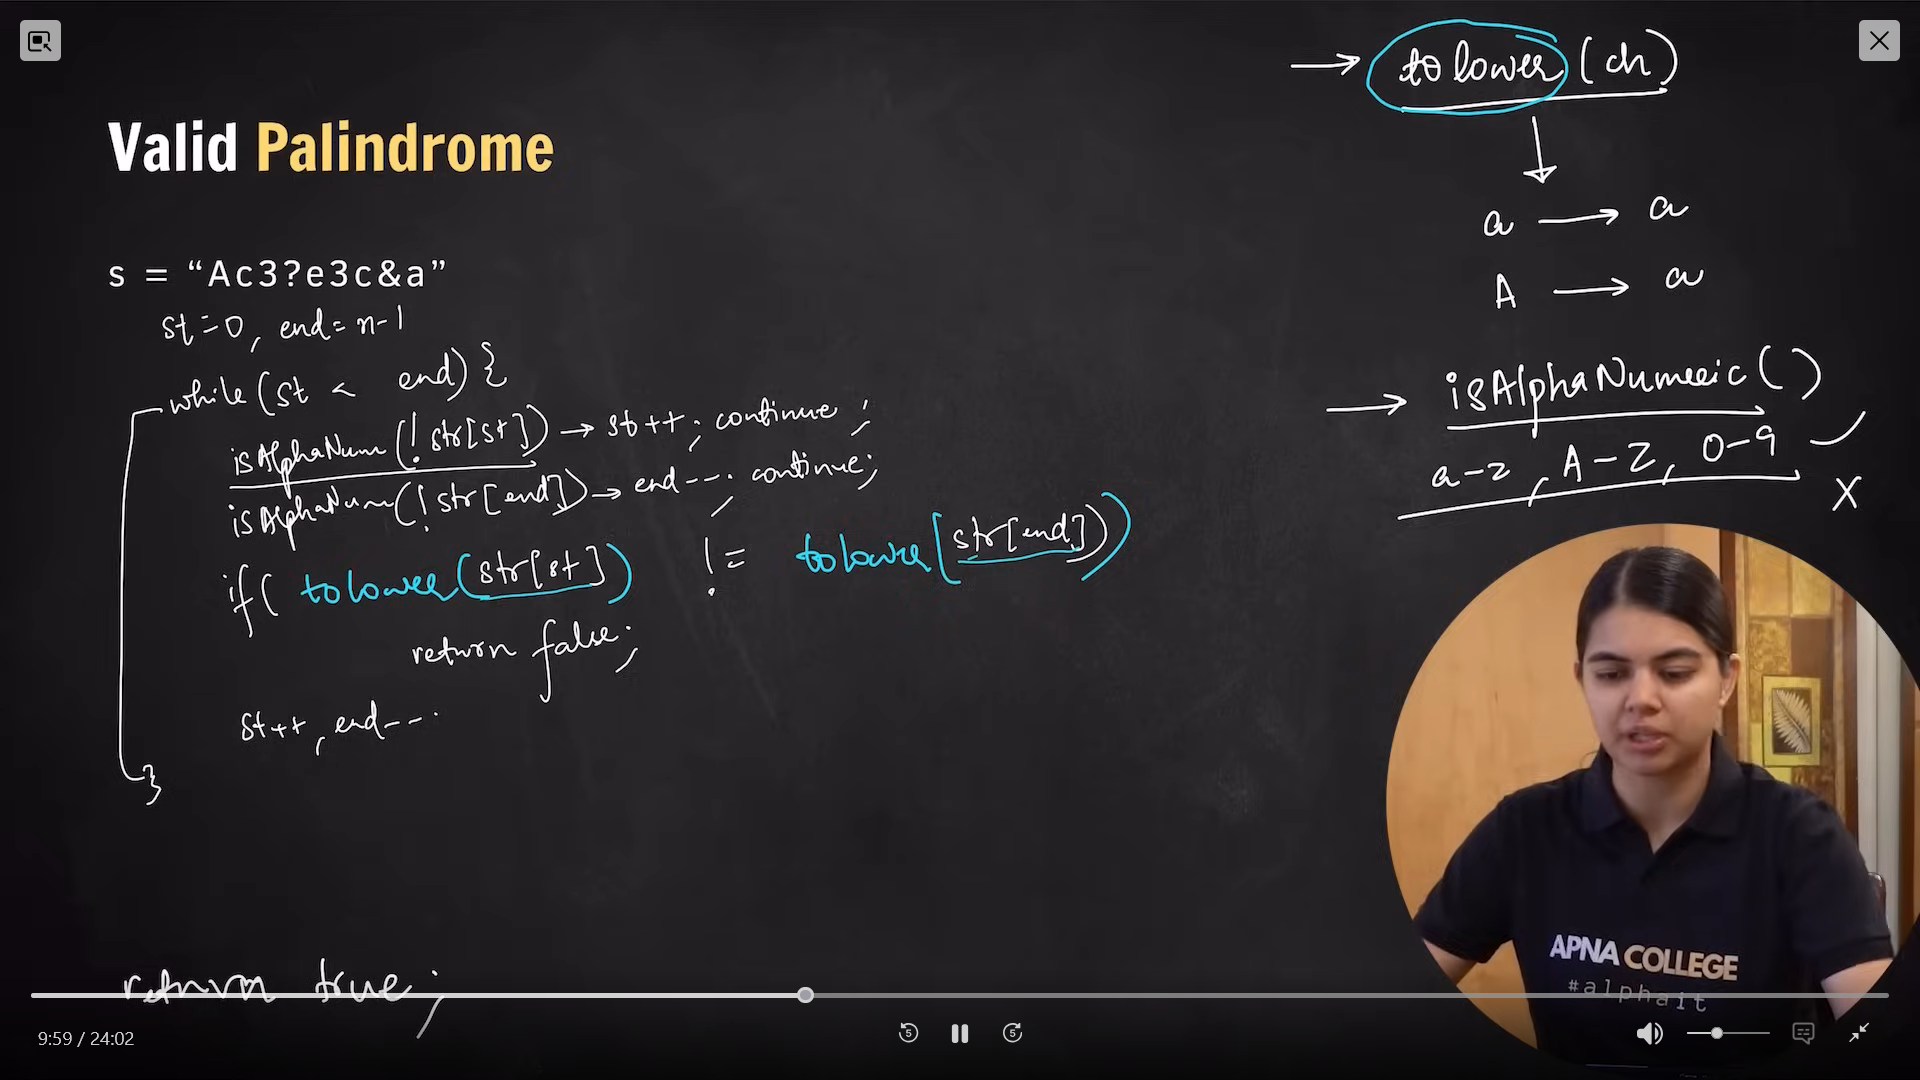 → tolower (ch)
↓
a → a
A → a
Valid Palindrome
s = “Ac3?e3c&a”
st=0, end=n-1
while (st < end) {
isAlphaNum(! str[st]) → st++; continue;
isAlphaNum(! str[end]) → end--; continue;
if( tolower(str[st]) != tolower(str[end]))
return false;
st++, end--.
}
return true;
→ isAlphaNumeric()
a-z, A-Z, 0-9 ✓
X
APNA COLLEGE
#alphait
9:59 / 24:02
5
5